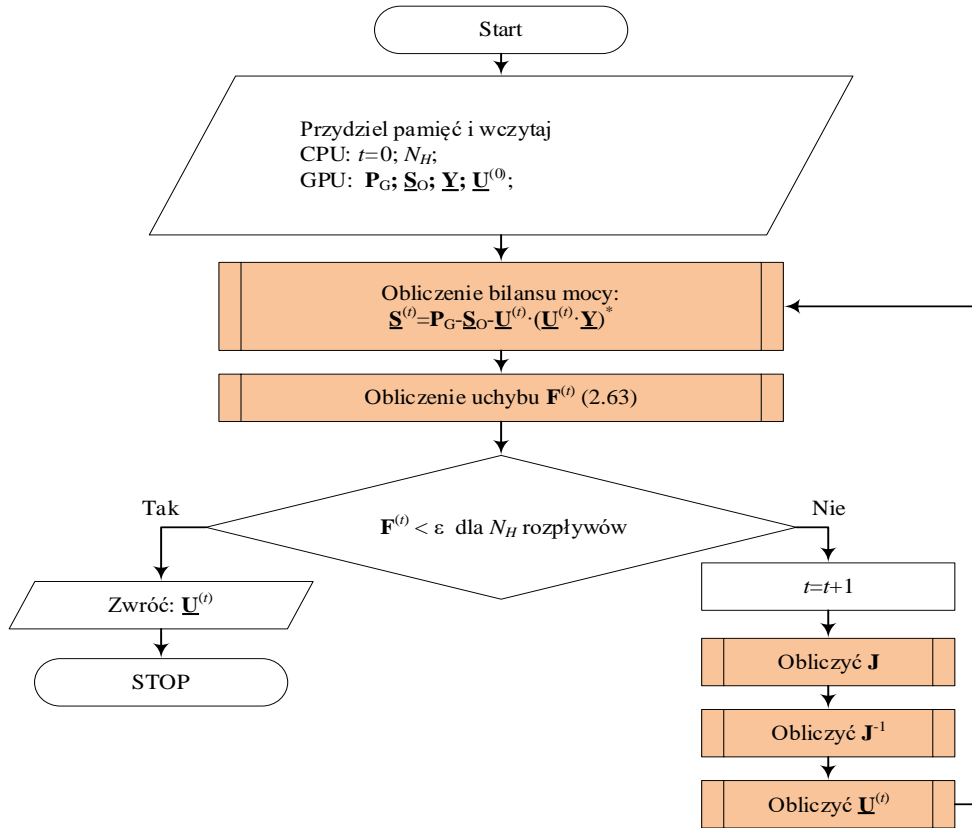 Start
Przydziel pamięć i wczytaj
CPU: t=0; N_H;
GPU: P_G; S_O; Y; U^(0);
Obliczenie bilansu mocy:
S^(t)=P_G-S_O-U^(t)·(U^(t)·Y)^*
Obliczenie uchybu F^(t) (2.63)
Tak
Nie
F^(t) < ε dla N_H rozpływów
t=t+1
Zwróć: U^(t)
Obliczyć J
STOP
Obliczyć J^-1
Obliczyć U^(t)